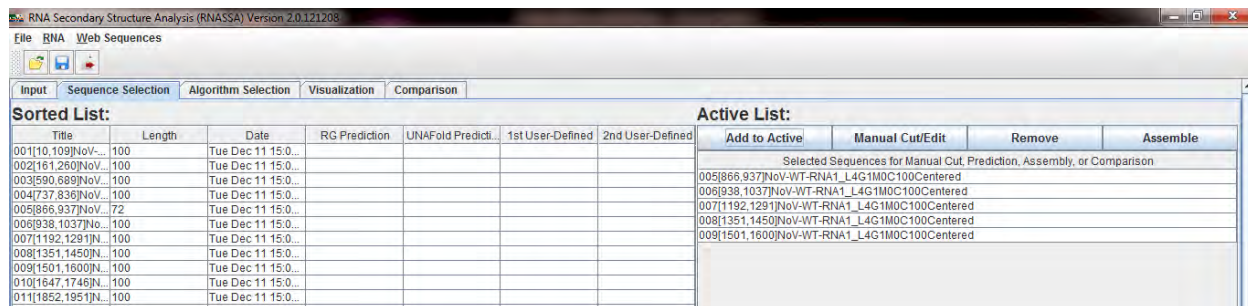 RNA Secondary Structure Analysis (RNASSA) Version 2.0.121208
File RNA Web Sequences
Input Sequence Selection Algorithm Selection Visualization Comparison
Sorted List:
Title Length Date RG Prediction UNAFold Predicti... 1st User-Defined 2nd User-Defined
001[10,109]NoV-... 100 Tue Dec 11 15:0...
002[161,260]NoV... 100 Tue Dec 11 15:0...
003[590,689]NoV... 100 Tue Dec 11 15:0...
004[737,836]NoV... 100 Tue Dec 11 15:0...
005[866,937]NoV... 72 Tue Dec 11 15:0...
006[938,1037]No... 100 Tue Dec 11 15:0...
007[1192,1291]N... 100 Tue Dec 11 15:0...
008[1351,1450]N... 100 Tue Dec 11 15:0...
009[1501,1600]N... 100 Tue Dec 11 15:0...
010[1647,1746]N... 100 Tue Dec 11 15:0...
011[1852,1951]N... 100 Tue Dec 11 15:0...
Active List:
Add to Active Manual Cut/Edit Remove Assemble
Selected Sequences for Manual Cut, Prediction, Assembly, or Comparison
005[866,937]NoV-WT-RNA1_L4G1M0C100Centered
006[938,1037]NoV-WT-RNA1_L4G1M0C100Centered
007[1192,1291]NoV-WT-RNA1_L4G1M0C100Centered
008[1351,1450]NoV-WT-RNA1_L4G1M0C100Centered
009[1501,1600]NoV-WT-RNA1_L4G1M0C100Centered